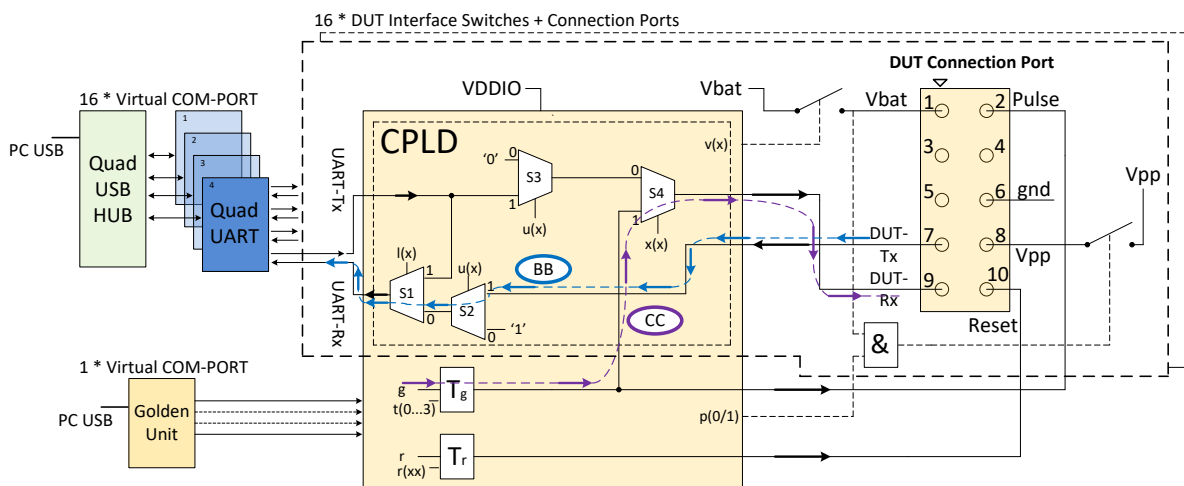 16 * DUT Interface Switches + Connection Ports
DUT Connection Port
16 * Virtual COM-PORT
VDDIO
Vbat
Vbat
1
2
Pulse
PC USB
Quad
USB
HUB
1
2
3
4
Quad
UART
UART-Tx
UART-Rx
CPLD
'0'
0
S3
1
u(x)
0
S4
1
x(x)
v(x)
3
4
5
6
gnd
Vpp
l(x)
1
S1
0
u(x)
1
S2
0
'1'
BB
CC
DUT-
Tx
7
8
Vpp
DUT-
Rx
9
10
Reset
&
1 * Virtual COM-PORT
PC USB
Golden
Unit
g
t(0...3)
Tg
p(0/1)
r
r(xx)
Tr